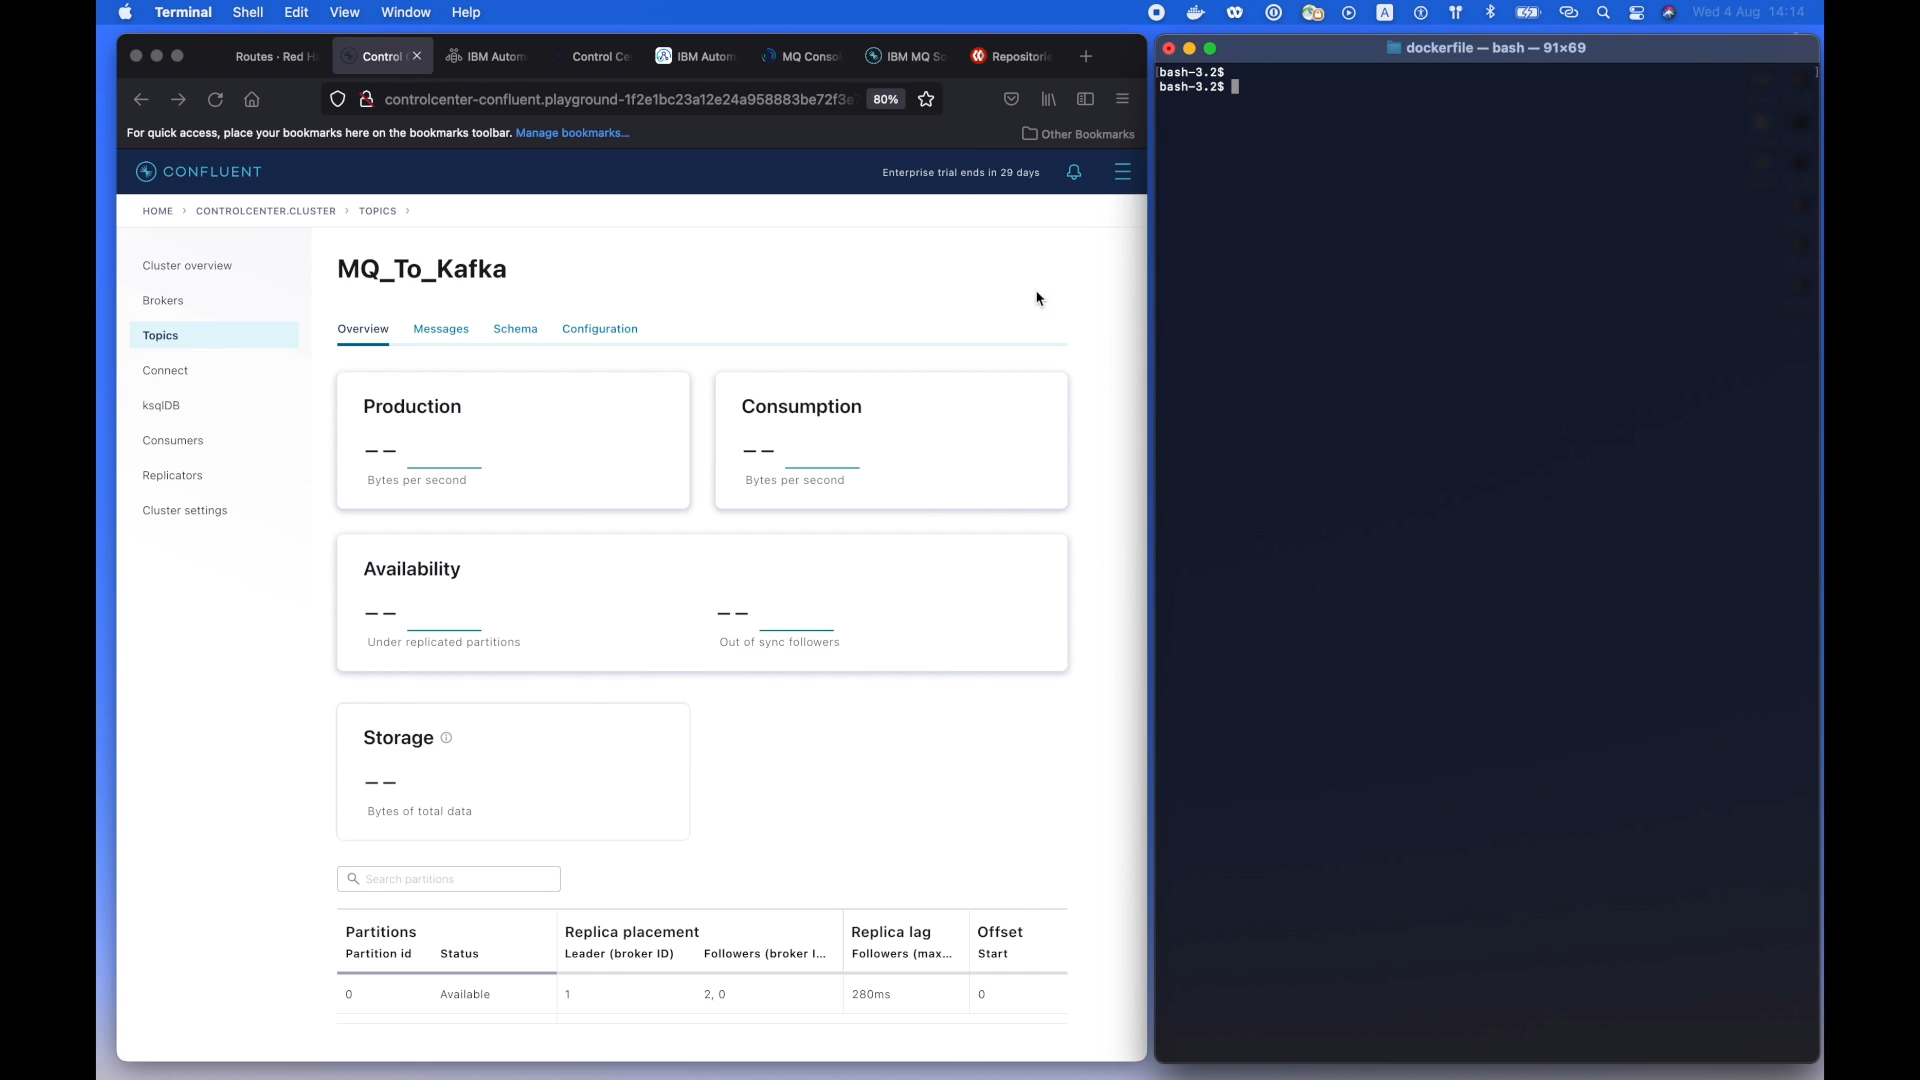 Terminal Shell Edit View Window Help
A
Wed 4 Aug 14:14
Routes · Red H
Control
IBM Autom
Control Ce
IBM Autom
MQ Consol
IBM MQ So
Repositorie
controlcenter-confluent.playground-1f2e1bc23a12e24a958883be72f3e
80%
For quick access, place your bookmarks here on the bookmarks toolbar. Manage bookmarks...
Other Bookmarks
CONFLUENT
Enterprise trial ends in 29 days
HOME > CONTROLCENTER.CLUSTER > TOPICS >
Cluster overview
Brokers
Topics
Connect
ksqlDB
Consumers
Replicators
Cluster settings
MQ_To_Kafka
Overview Messages Schema Configuration
Production
--
Bytes per second
Consumption
--
Bytes per second
Availability
--
Under replicated partitions
--
Out of sync followers
Storage
--
Bytes of total data
Search partitions
Partitions Replica placement Replica lag Offset
Partition id Status Leader (broker ID) Followers (broker I... Followers (max... Start
0 Available 1 2, 0 280ms 0
dockerfile — bash — 91×69
[bash-3.2$ ]
bash-3.2$